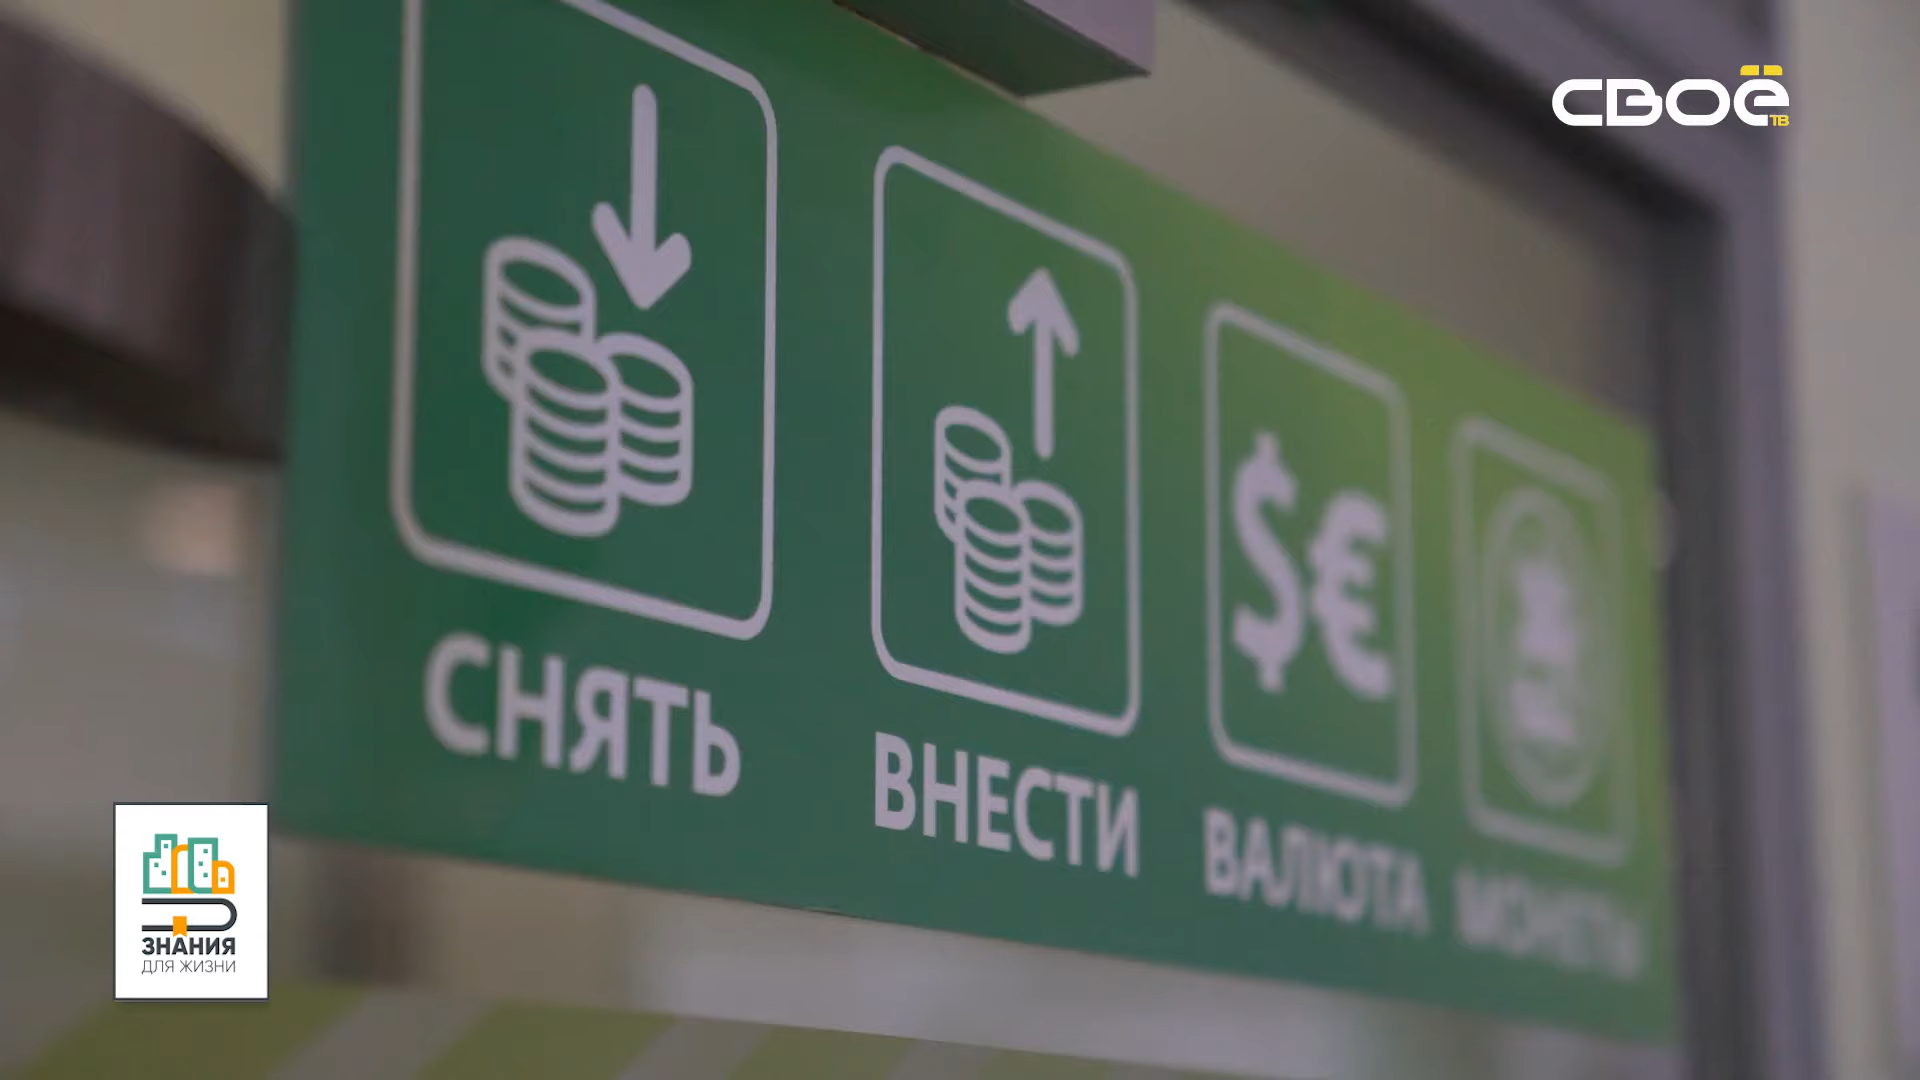 СВОЁ
ТВ
$€
СНЯТЬ
ВНЕСТИ
ВАЛЮТА
МОНЕТЫ
ЗНАНИЯ
ДЛЯ ЖИЗНИ